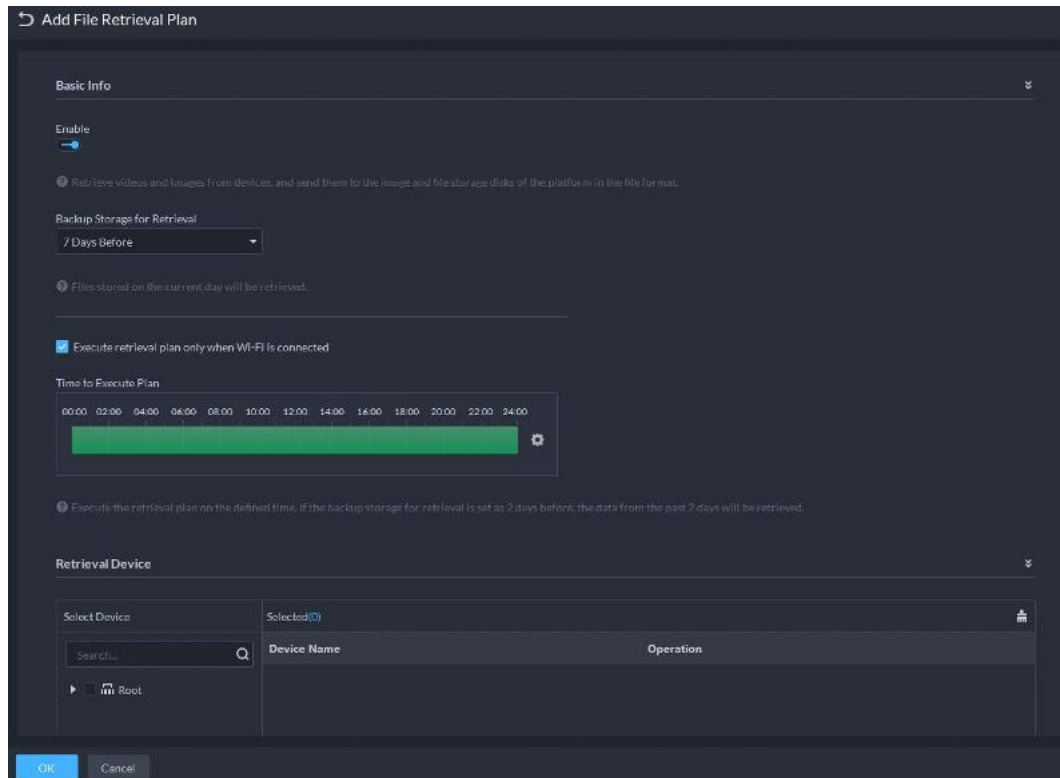 Add File Retrieval Plan
Basic Info
Enable
Retrieve videos and images from devices, and send them to the image and file storage disks of the platform in the file format.
Backup Storage for Retrieval
7 Days Before
Files stored on the current day will be retrieved.
Execute retrieval plan only when Wi-Fi is connected
Time to Execute Plan
00:00 02:00 04:00 06:00 08:00 10:00 12:00 14:00 16:00 18:00 20:00 22:00 24:00
Execute the retrieval plan on the defined time. If the backup storage for retrieval is set as 2 days before, the data from the past 2 days will be retrieved.
Retrieval Device
Select Device
Selected(0)
Search...
Device Name Operation
Root
OK Cancel